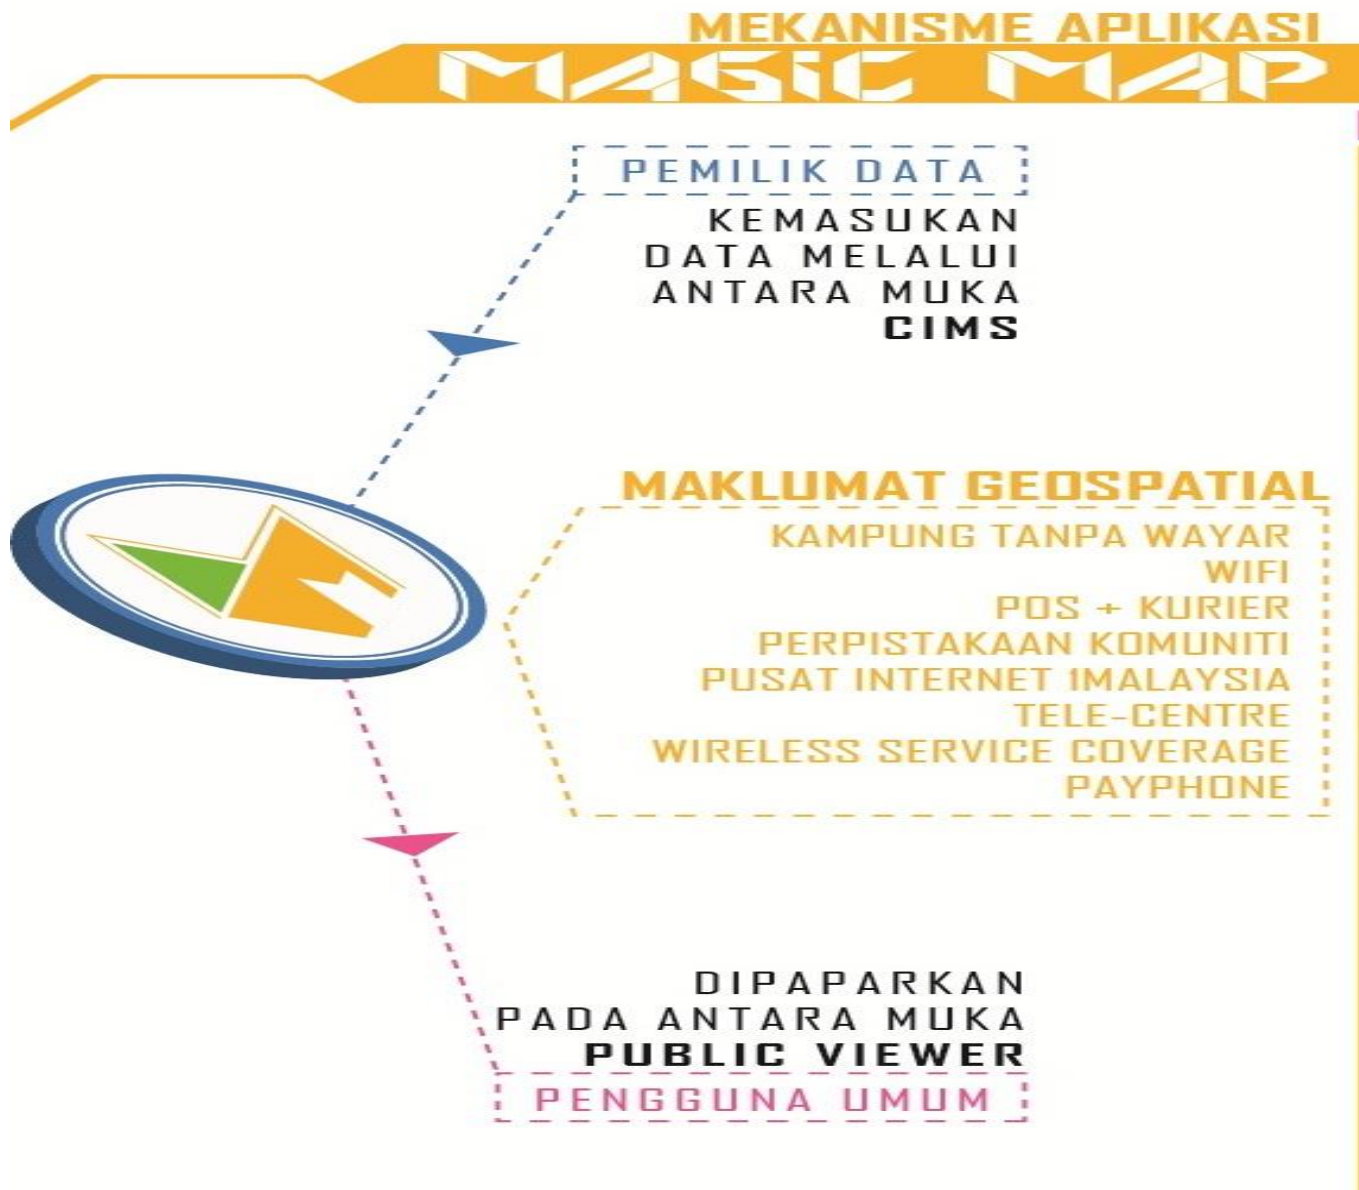 MEKANISME APLIKASI
MAGiC MAP
PEMILIK DATA
KEMASUKAN
DATA MELALUI
ANTARA MUKA
CIMS
MAKLUMAT GEOSPATIAL
KAMPUNG TANPA WAYAR
WIFI
POS + KURIER
PERPISTAKAAN KOMUNITI
PUSAT INTERNET 1MALAYSIA
TELE-CENTRE
WIRELESS SERVICE COVERAGE
PAYPHONE
DIPAPARKAN
PADA ANTARA MUKA
PUBLIC VIEWER
PENGGUNA UMUM